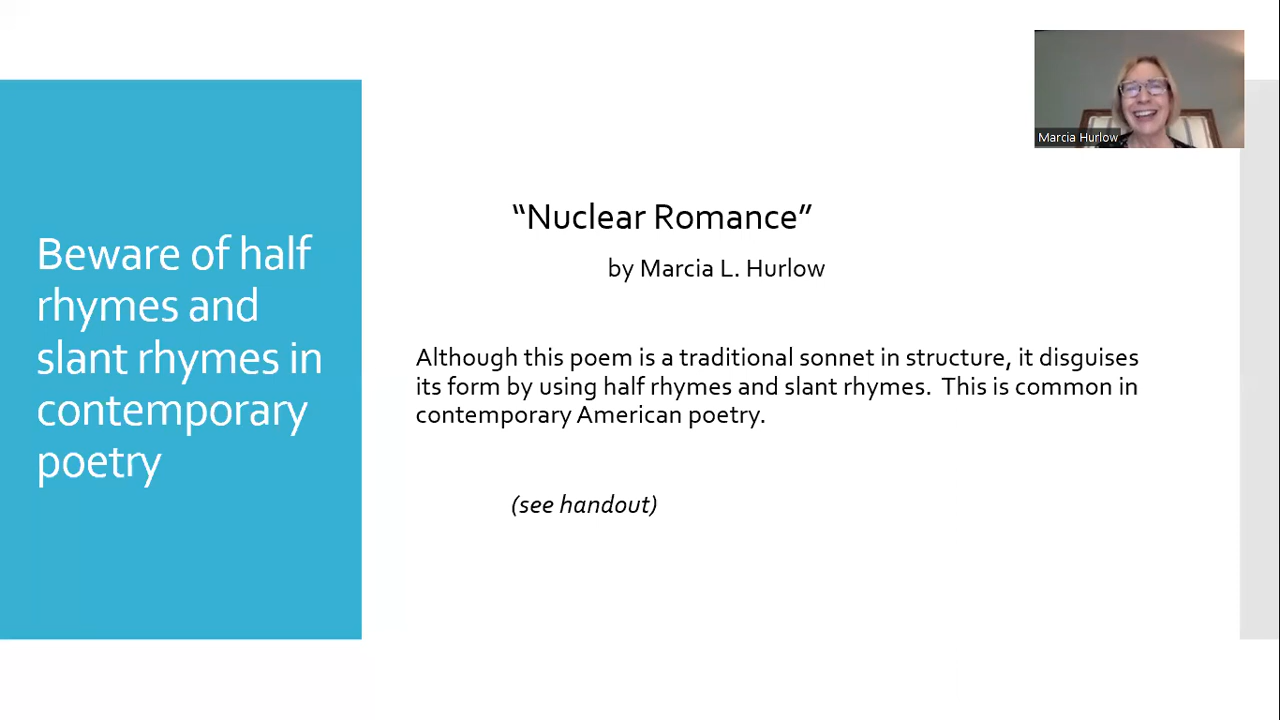 Beware of half
rhymes and
slant rhymes in
contemporary
poetry
Marcia Hurlow
“Nuclear Romance”
by Marcia L. Hurlow
Although this poem is a traditional sonnet in structure, it disguises
its form by using half rhymes and slant rhymes.  This is common in
contemporary American poetry.
(see handout)